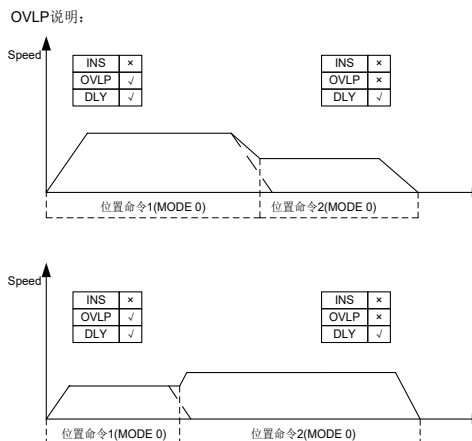 OVLP说明：
Speed
INS ×
OVLP √
DLY √
INS ×
OVLP ×
DLY √
位置命令1(MODE 0)
位置命令2(MODE 0)
Speed
INS ×
OVLP √
DLY √
INS ×
OVLP ×
DLY √
位置命令1(MODE 0)
位置命令2(MODE 0)